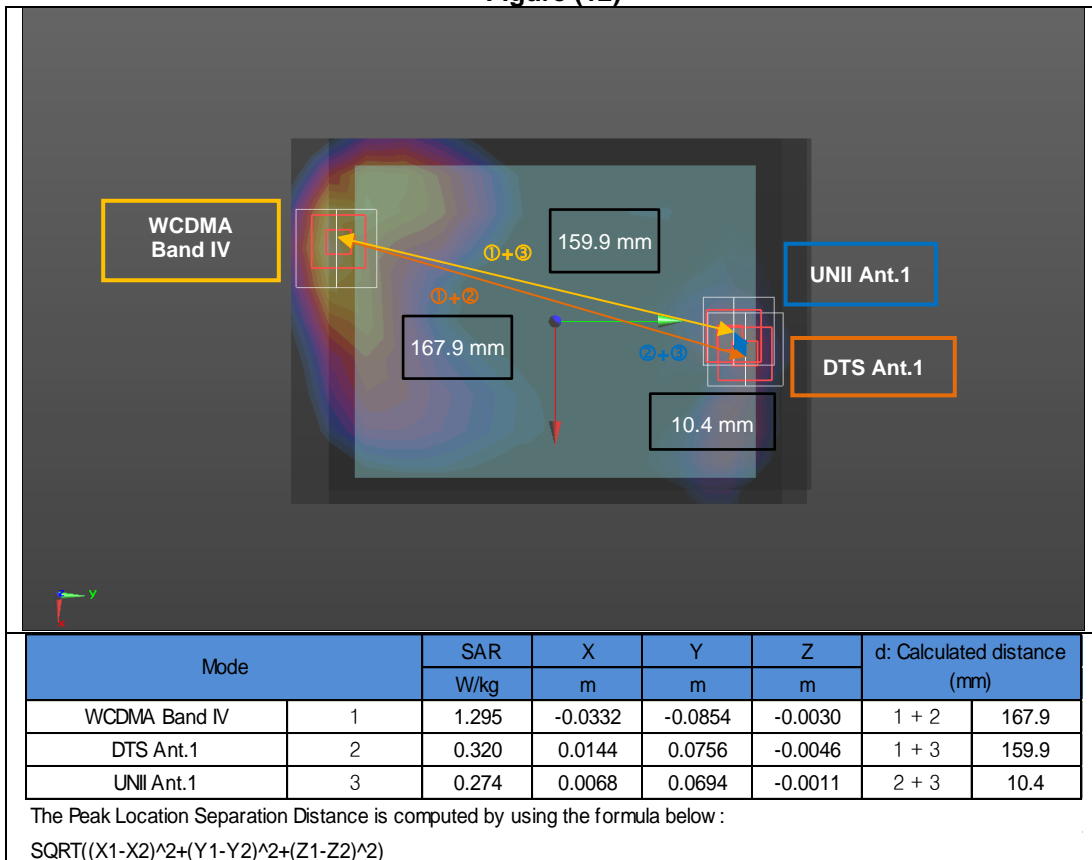 WCDMA
Band IV
①+③
159.9 mm
UNII Ant.1
①+②
167.9 mm
②+③
DTS Ant.1
10.4 mm
Y
Mode SAR X Y Z d: Calculated distance
W/kg m m m (mm)
WCDMA Band IV 1 1.295 -0.0332 -0.0854 -0.0030 1 + 2 167.9
DTS Ant.1 2 0.320 0.0144 0.0756 -0.0046 1 + 3 159.9
UNII Ant.1 3 0.274 0.0068 0.0694 -0.0011 2 + 3 10.4
The Peak Location Separation Distance is computed by using the formula below :
SQRT((X1-X2)^2+(Y1-Y2)^2+(Z1-Z2)^2)